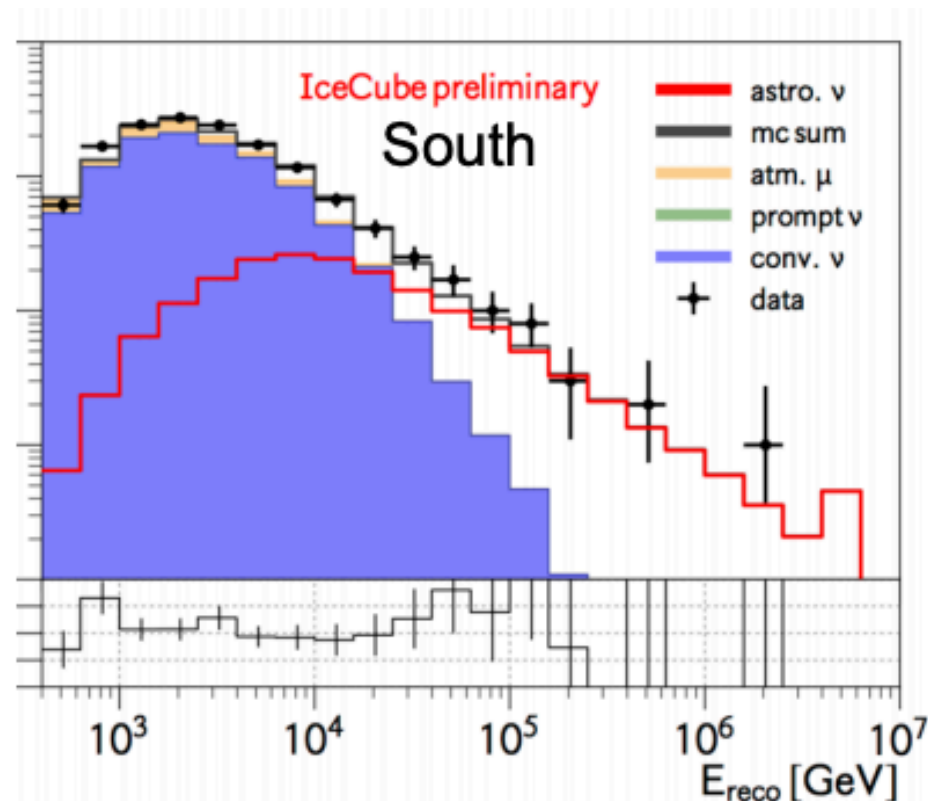 IceCube preliminary
South
astro. ν
mc sum
atm. μ
prompt ν
conv. ν
data
10³ 10⁴ 10⁵ 10⁶ 10⁷
E_reco [GeV]